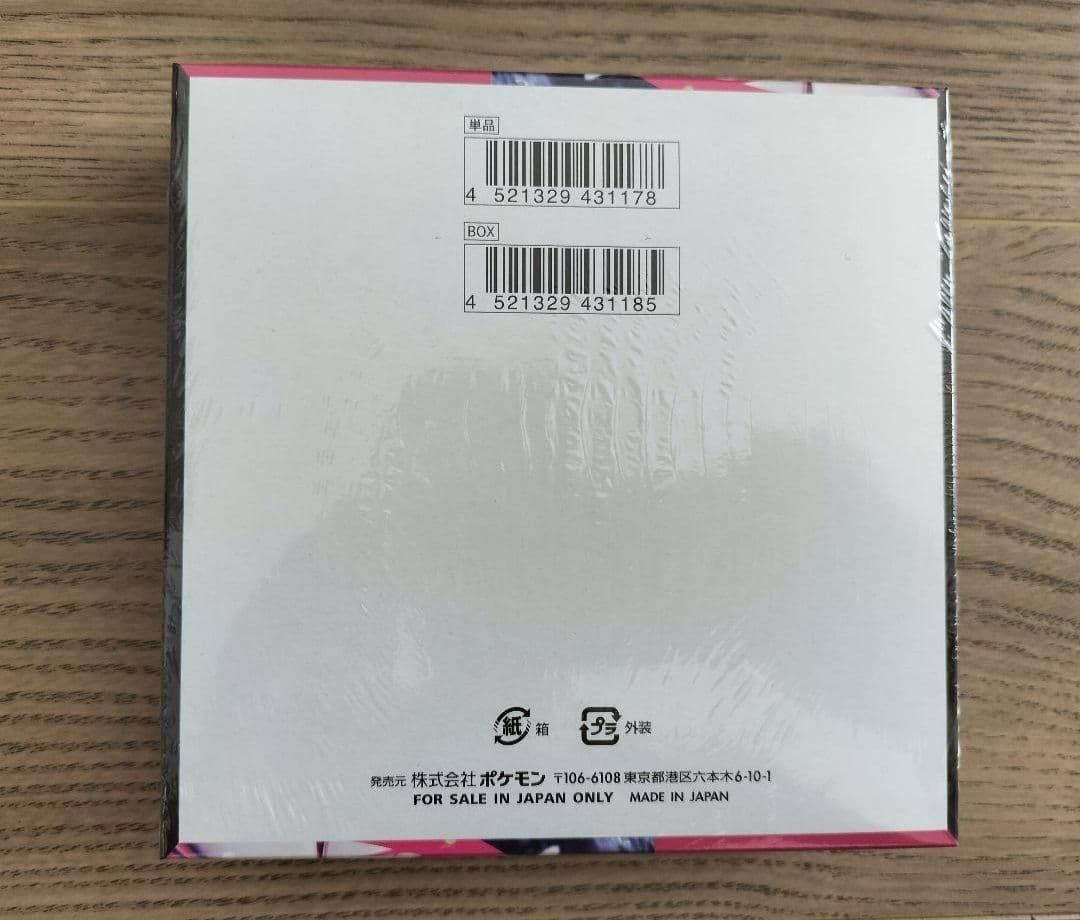 単品
4 521329 431178
BOX
4 521329 431185
紙 箱 プラ 外装
発売元 株式会社 ポケモン 〒106-6108 東京都港区六本木6-10-1
FOR SALE IN JAPAN ONLY MADE IN JAPAN